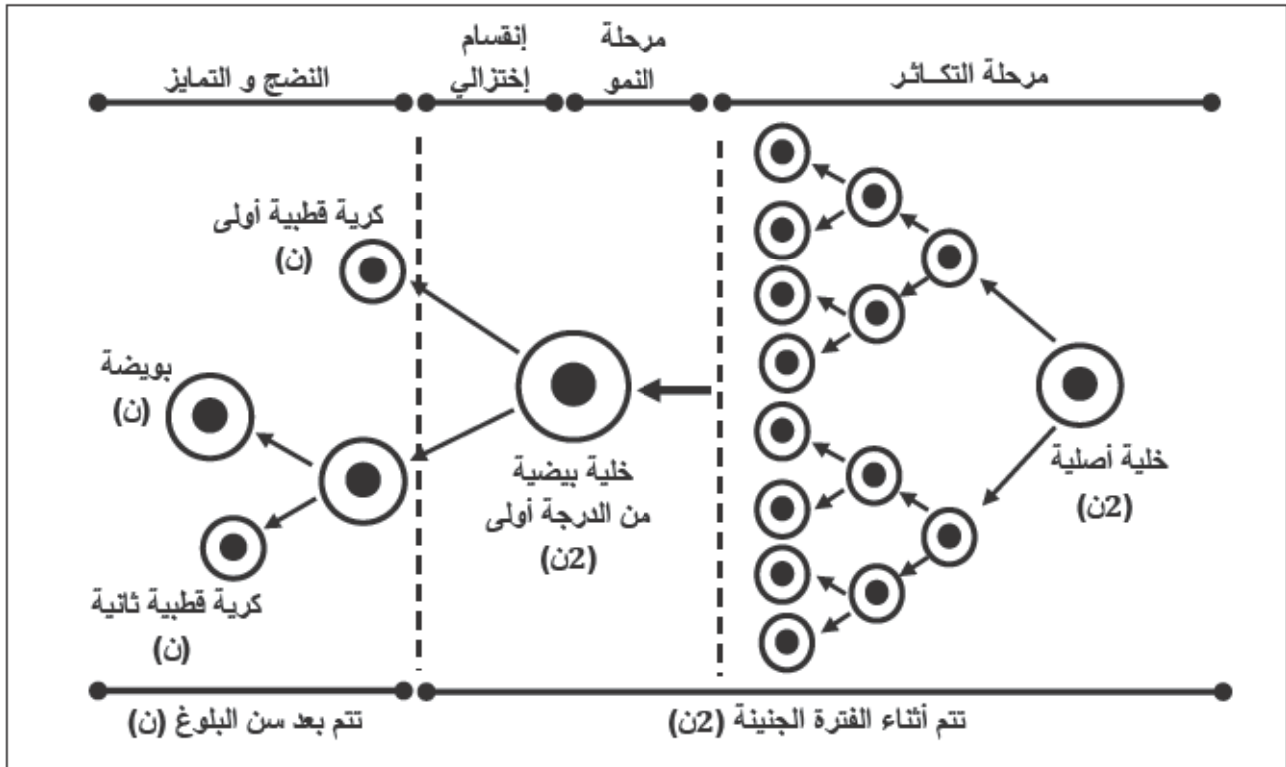 مرحلة التكـاثر
مرحلة
النمو
إنقسام
إختزالي
النضج و التمايز
خلية أصلية
(2ن)
خلية بيضية
من الدرجة أولى
(2ن)
كرية قطبية أولى
(ن)
بويضة
(ن)
كرية قطبية ثانية
(ن)
تتم أثناء الفترة الجنينة (2ن)
تتم بعد سن البلوغ (ن)